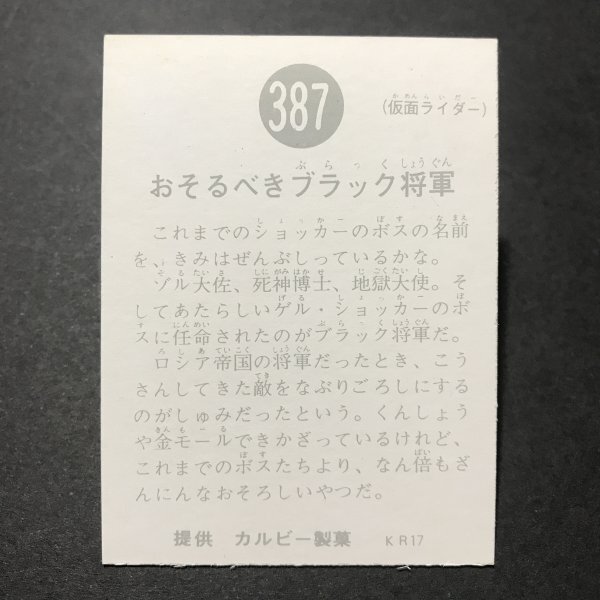 387
(仮面ライダー)
おそるべきブラック将軍
これまでのショッカーのボスの名前
を、きみはぜんぶしっているかな。
ゾル大佐、死神博士、地獄大使。そ
してあたらしいゲル・ショッカーのボ
スに任命されたのがブラック将軍だ。
ロシア帝国の将軍だったとき、こう
さんしてきた敵をなぶりごろしにする
のがしゅみだったという。くんしょう
や金モールできかざっているけれど、
これまでのボスたちより、なん倍もざ
んにんなおそろしいやつだ。
提供 カルビー製菓 KR17